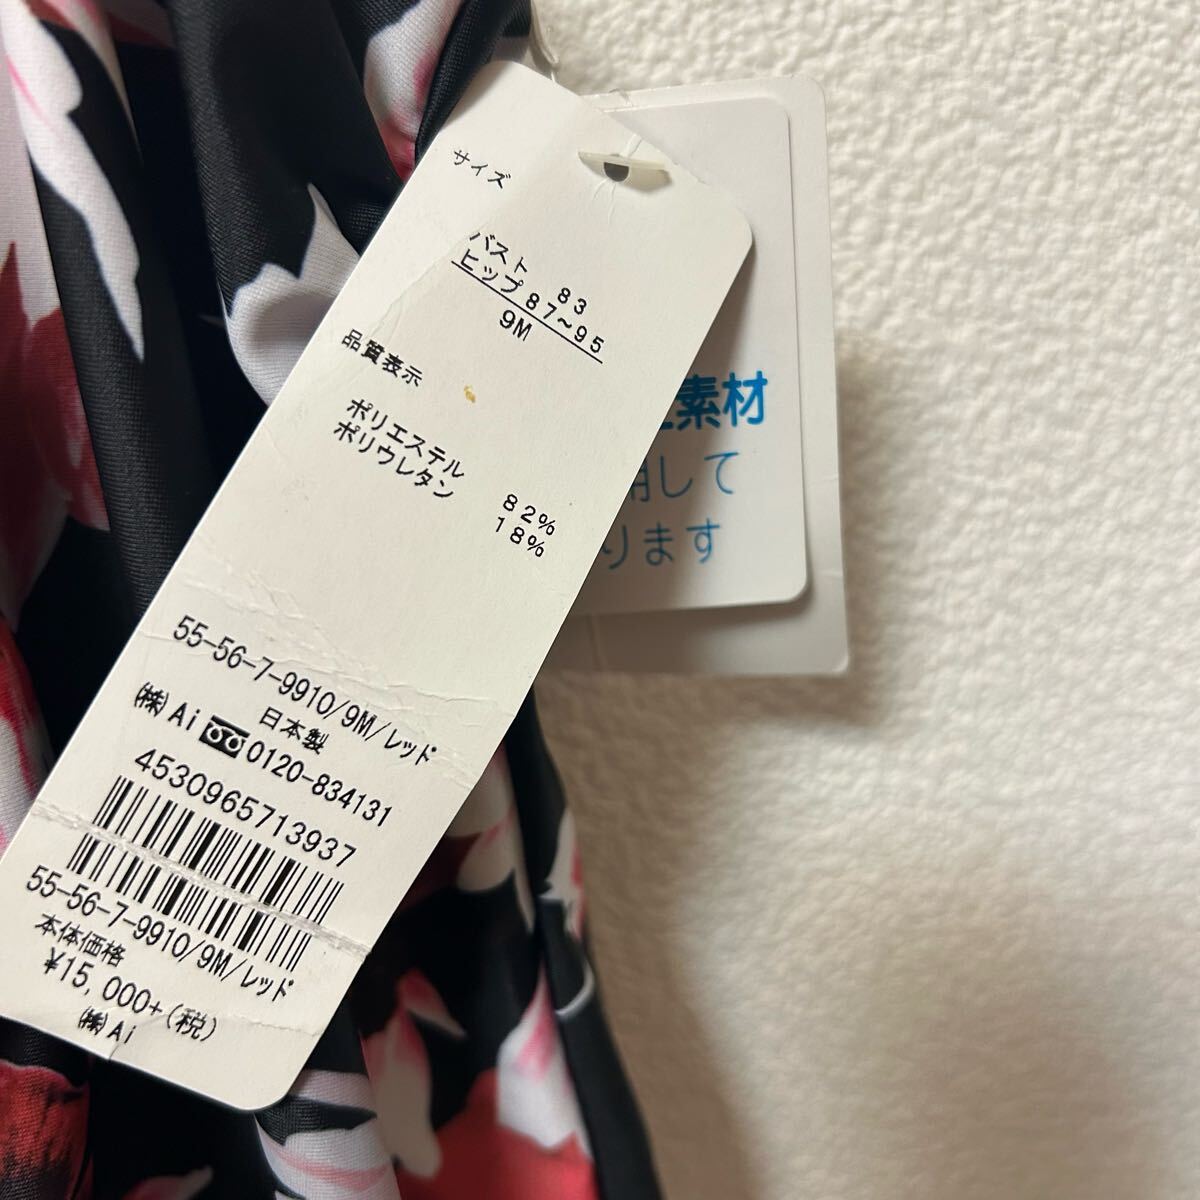 サイズ
バスト 83
ヒップ87~95
9M
品質表示
ポリエステル 82%
ポリウレタン 18%
55-56-7-9910/9M/レッド
日本製
㈱Ai 0120-834131
4530965713937
55-56-7-9910/9M/レッド
本体価格
¥15,000+(税)
㈱Ai
素材
用して
ります